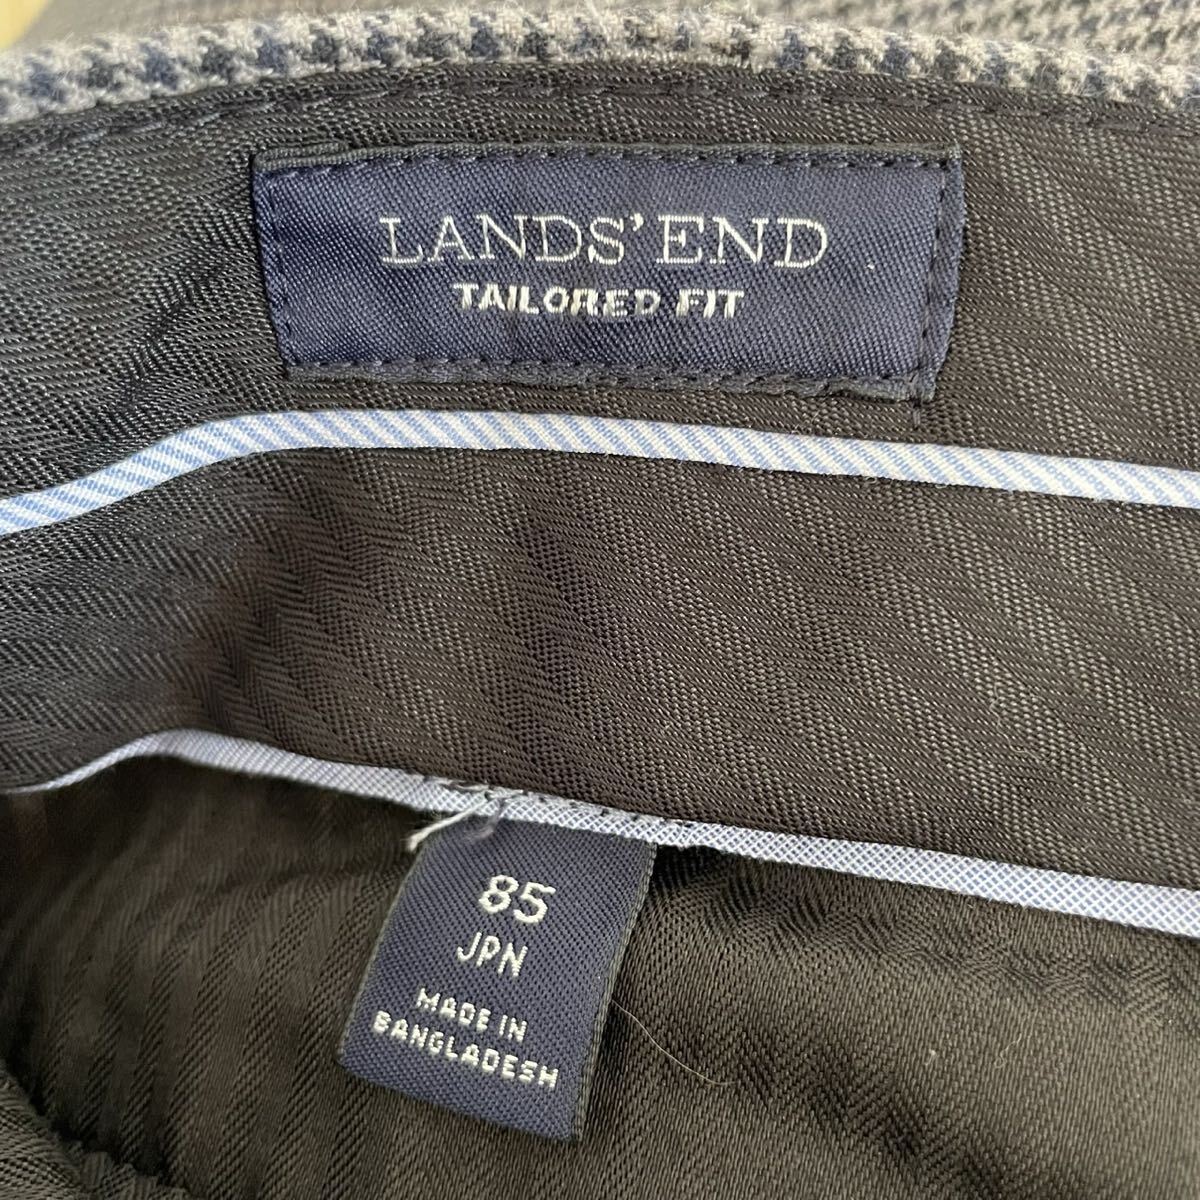 LANDS' END
TAILORED FIT
85
JPN
MADE IN
BANGLADESH